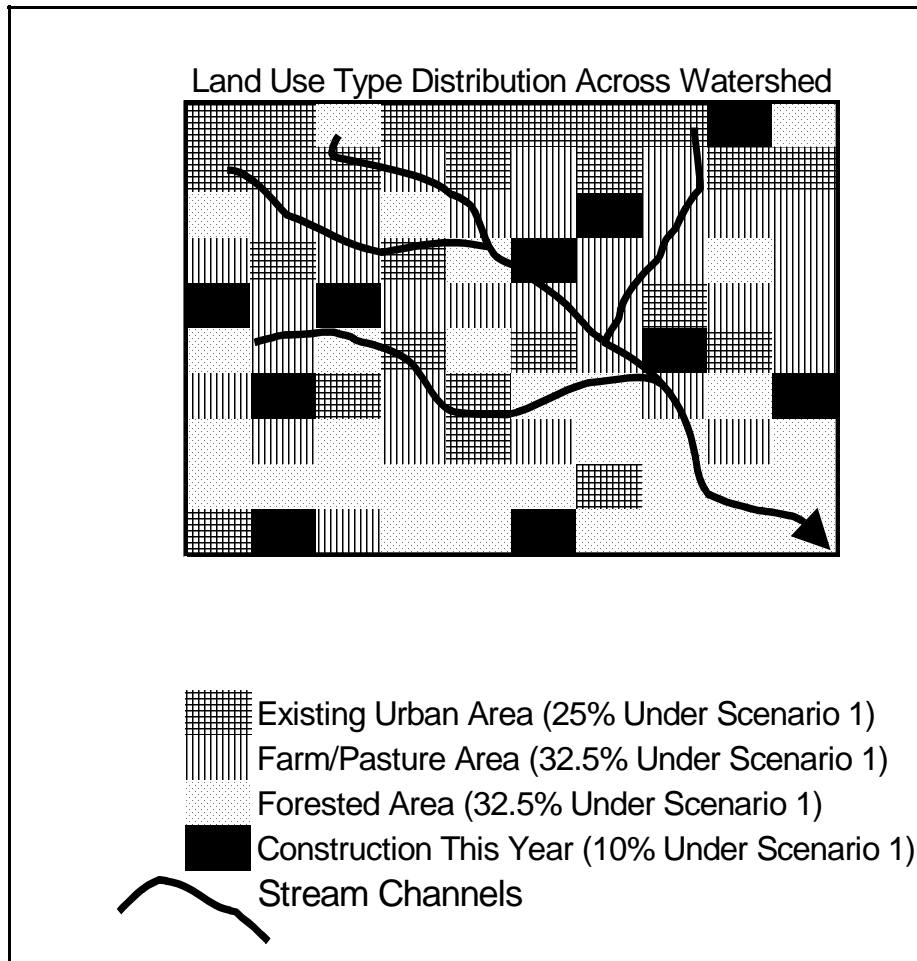 Land Use Type Distribution Across Watershed
Existing Urban Area (25% Under Scenario 1)
Farm/Pasture Area (32.5% Under Scenario 1)
Forested Area (32.5% Under Scenario 1)
Construction This Year (10% Under Scenario 1)
Stream Channels